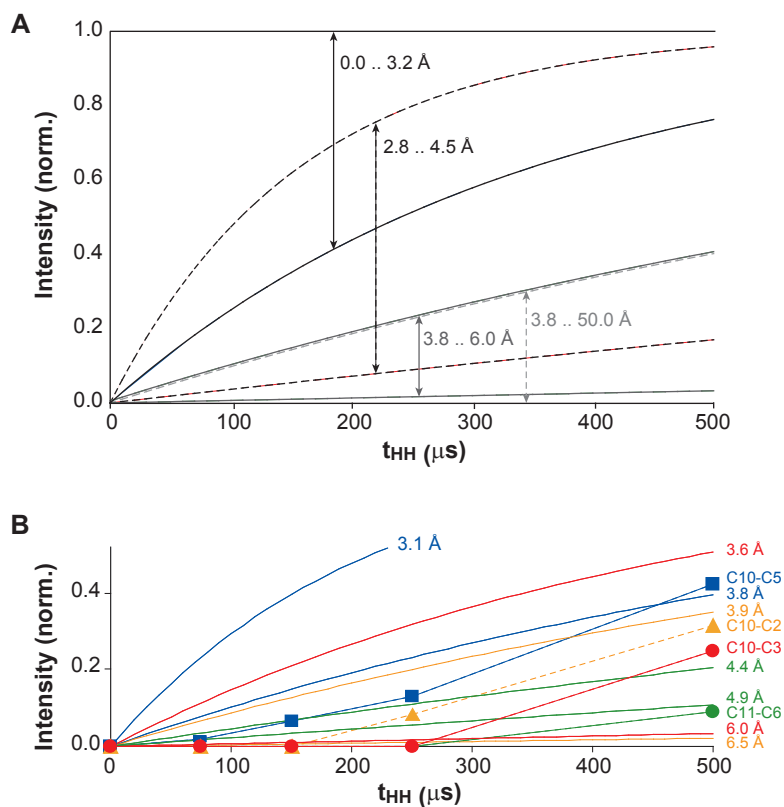 A
Intensity (norm.)
1.0
0.8
0.6
0.4
0.2
0.0
0.0 .. 3.2 Å
2.8 .. 4.5 Å
3.8 .. 6.0 Å
3.8 .. 50.0 Å
0 100 200 300 400 500
tHH (μs)
B
Intensity (norm.)
0.4
0.2
0.0
3.1 Å
3.6 Å
C10-C5
3.8 Å
3.9 Å
C10-C2
C10-C3
4.4 Å
4.9 Å
C11-C6
6.0 Å
6.5 Å
0 100 200 300 400 500
tHH (μs)